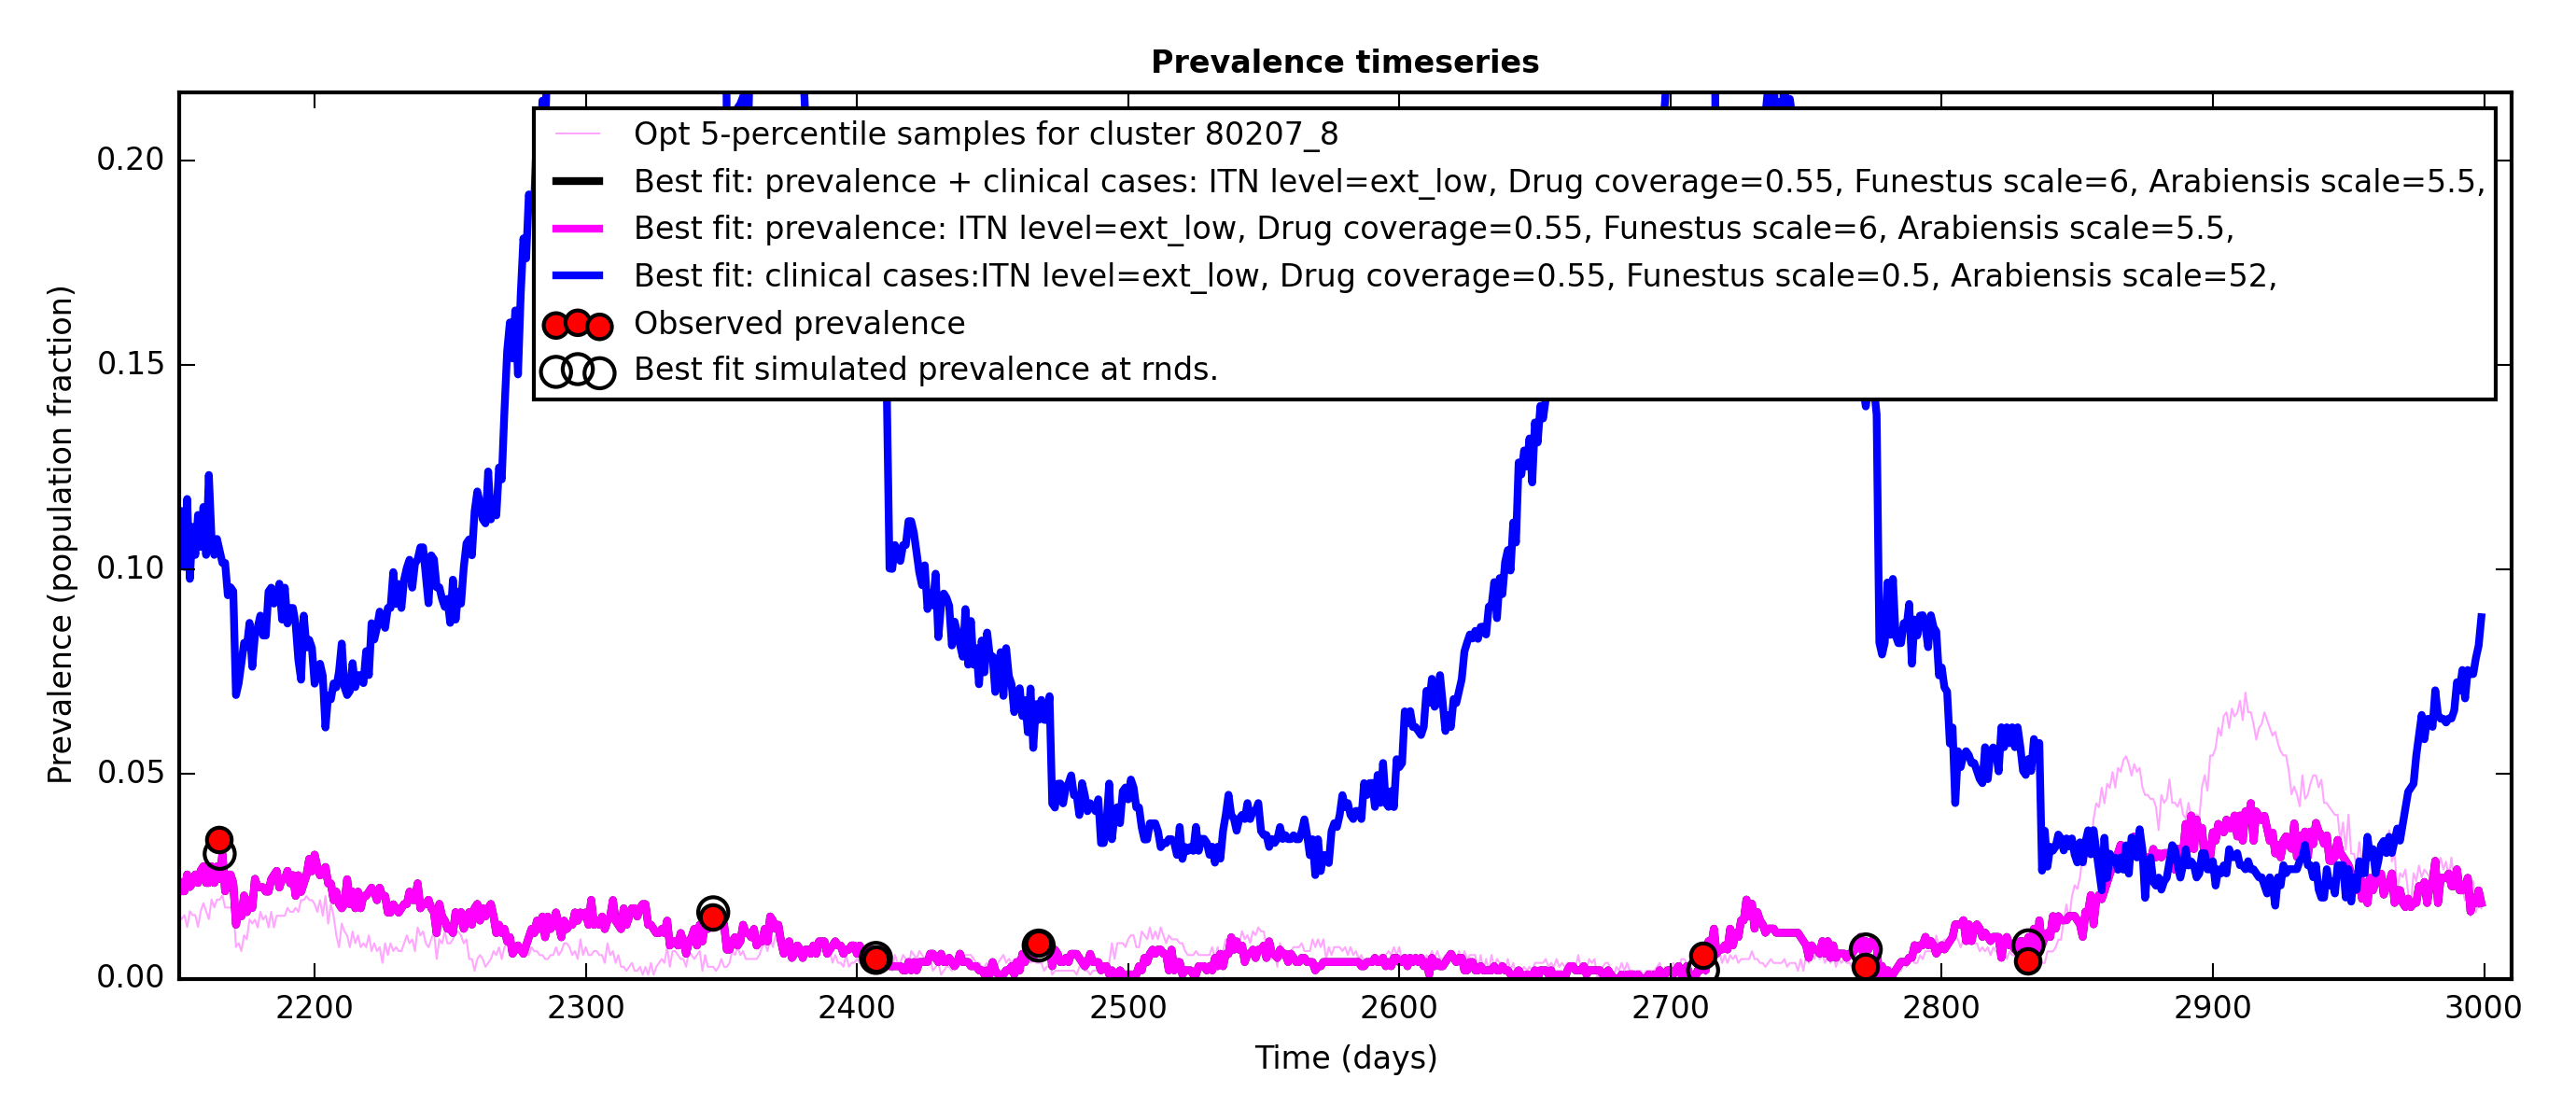 Prevalence timeseries
Opt 5-percentile samples for cluster 80207_8
Best fit: prevalence + clinical cases: ITN level=ext_low, Drug coverage=0.55, Funestus scale=6, Arabiensis scale=5.5,
Best fit: prevalence: ITN level=ext_low, Drug coverage=0.55, Funestus scale=6, Arabiensis scale=5.5,
Best fit: clinical cases:ITN level=ext_low, Drug coverage=0.55, Funestus scale=0.5, Arabiensis scale=52,
Observed prevalence
Best fit simulated prevalence at rnds.
Prevalence (population fraction)
0.20
0.15
0.10
0.05
0.00
2200 2300 2400 2500 2600 2700 2800 2900 3000
Time (days)